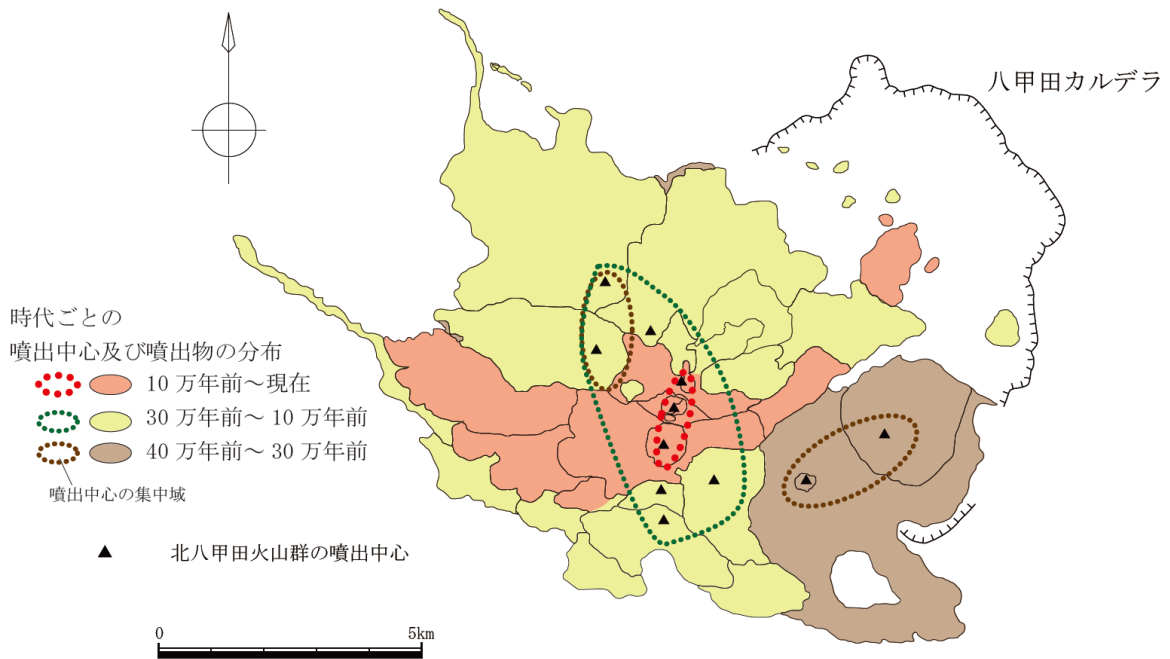 八甲田カルデラ
時代ごとの
噴出中心及び噴出物の分布
10 万年前～現在
30 万年前～ 10 万年前
40 万年前～ 30 万年前
噴出中心の集中域
北八甲田火山群の噴出中心
0 5km